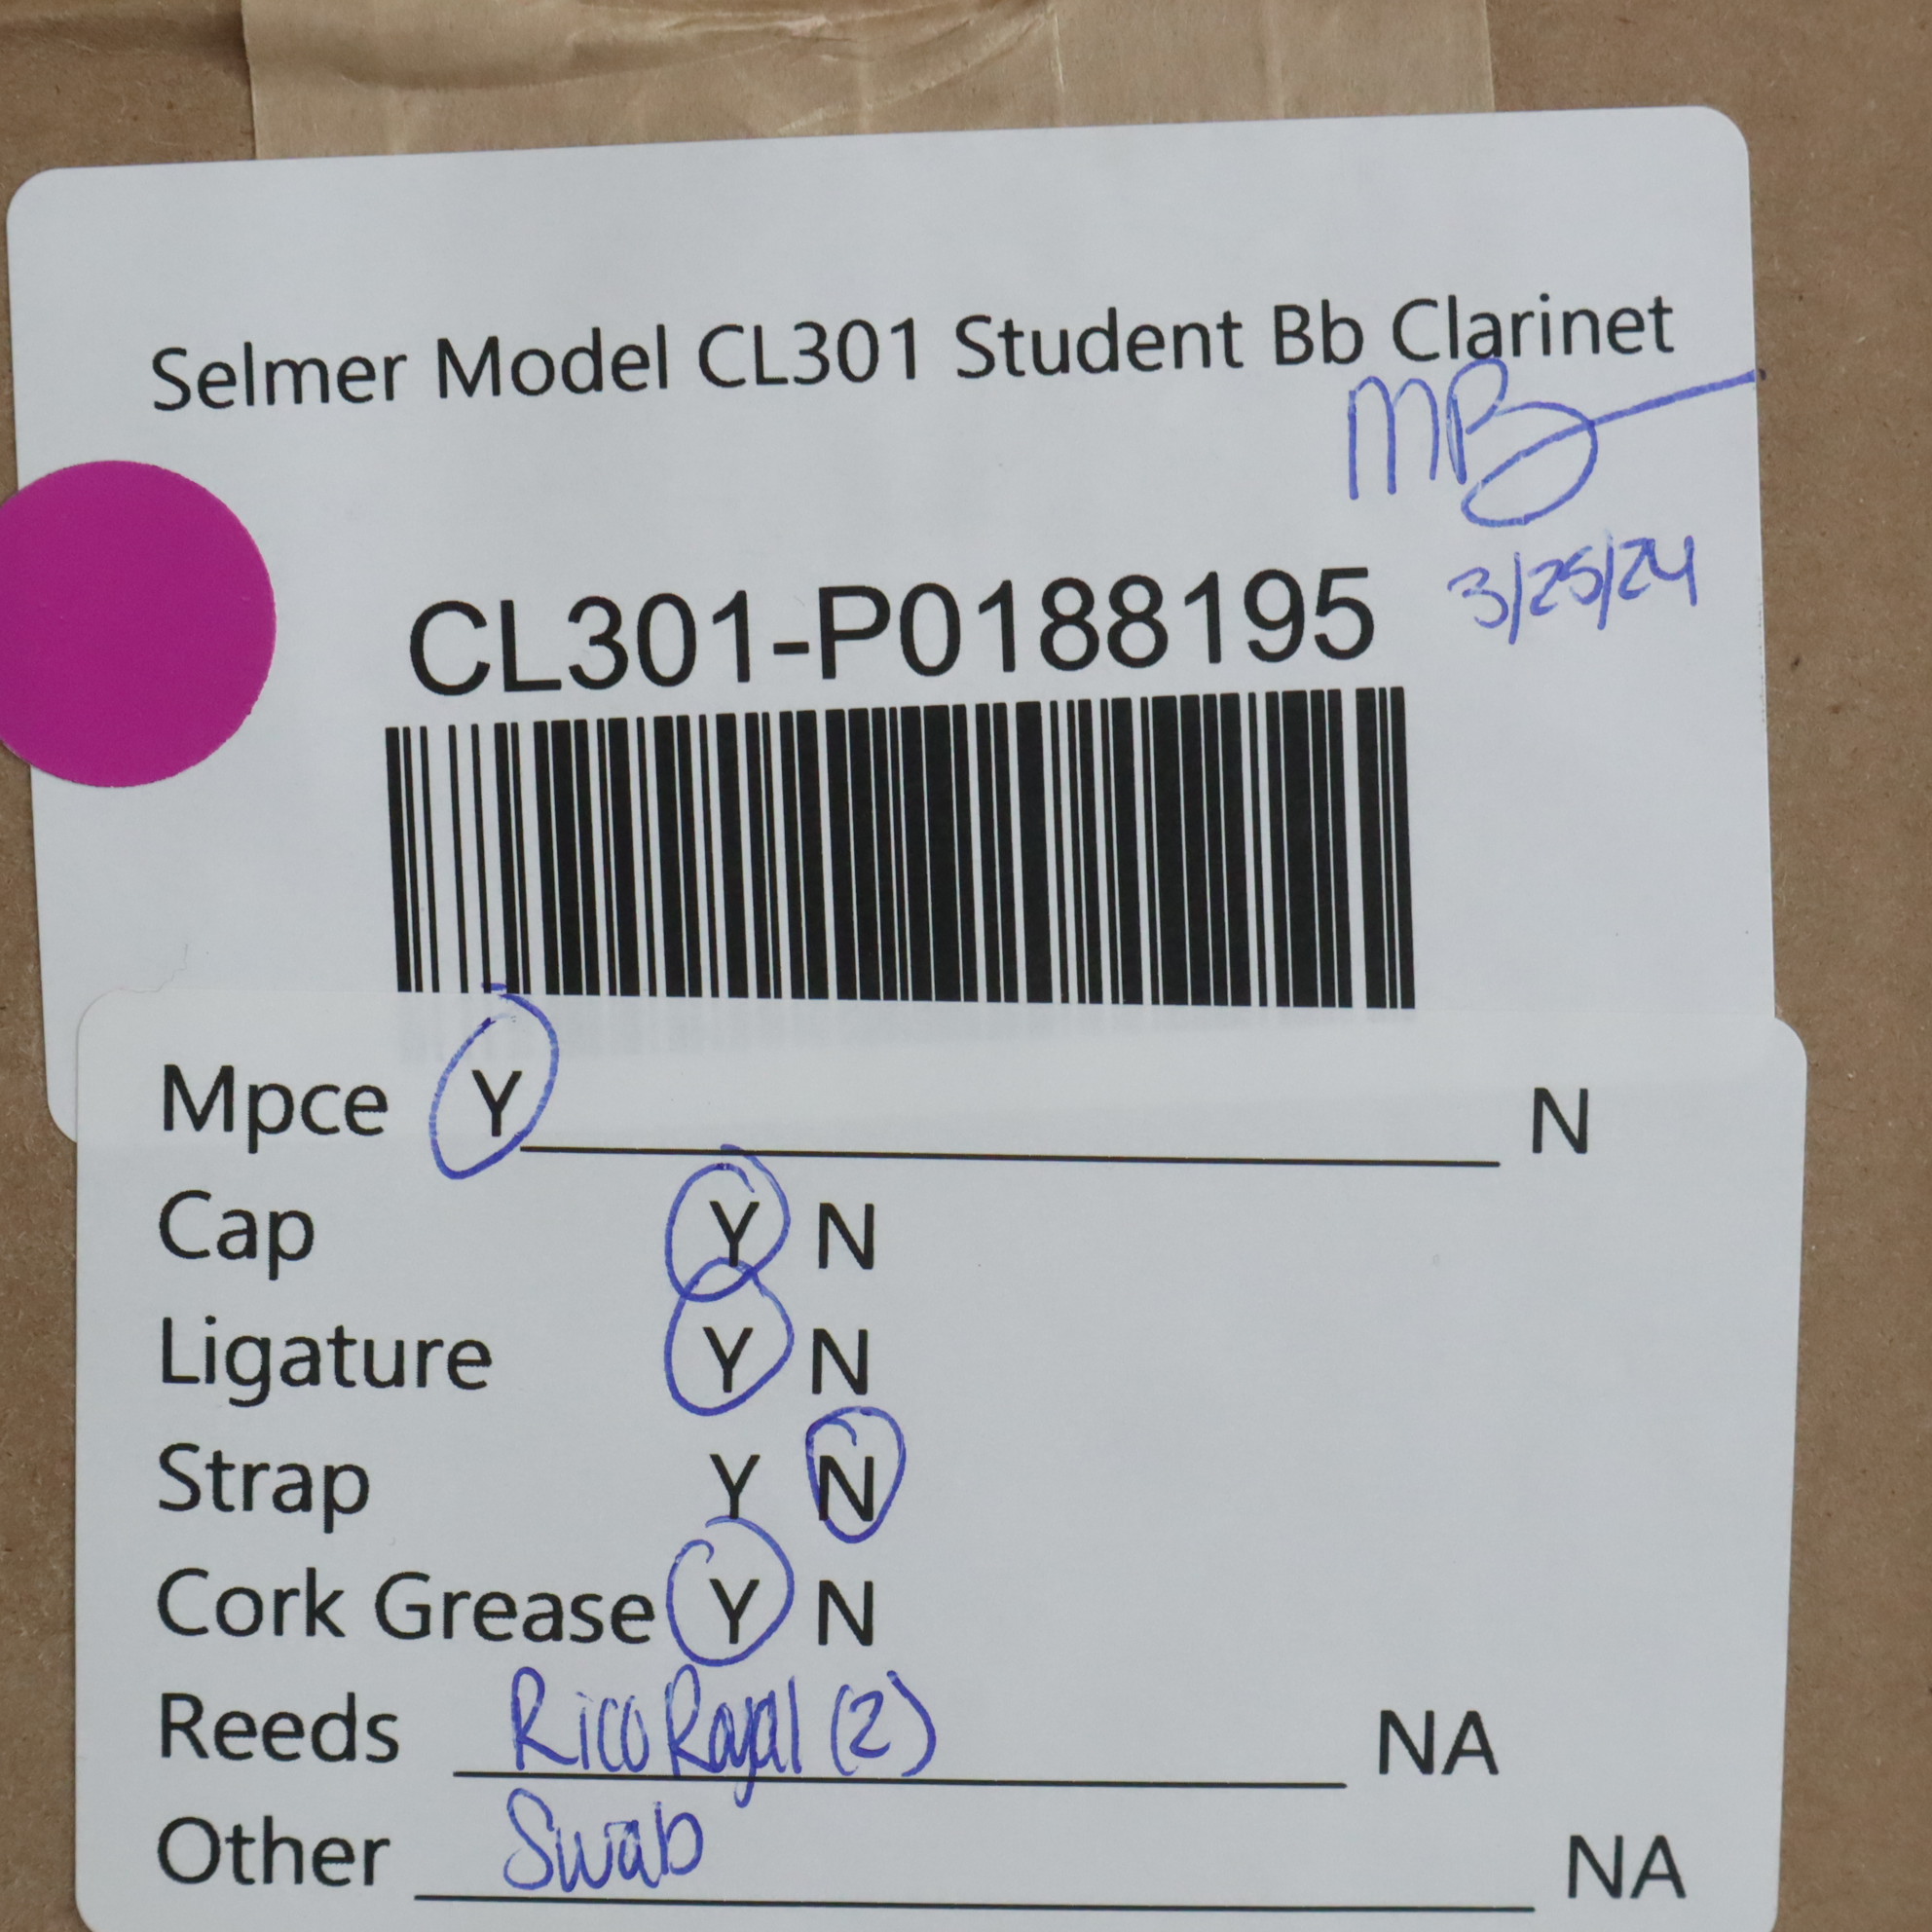 Selmer Model CL301 Student Bb Clarinet
MB
3/25/24
CL301-P0188195
Mpce Y N
Cap Y N
Ligature Y N
Strap Y N
Cork Grease Y N
Reeds Rico Royal (2) NA
Other Swab NA